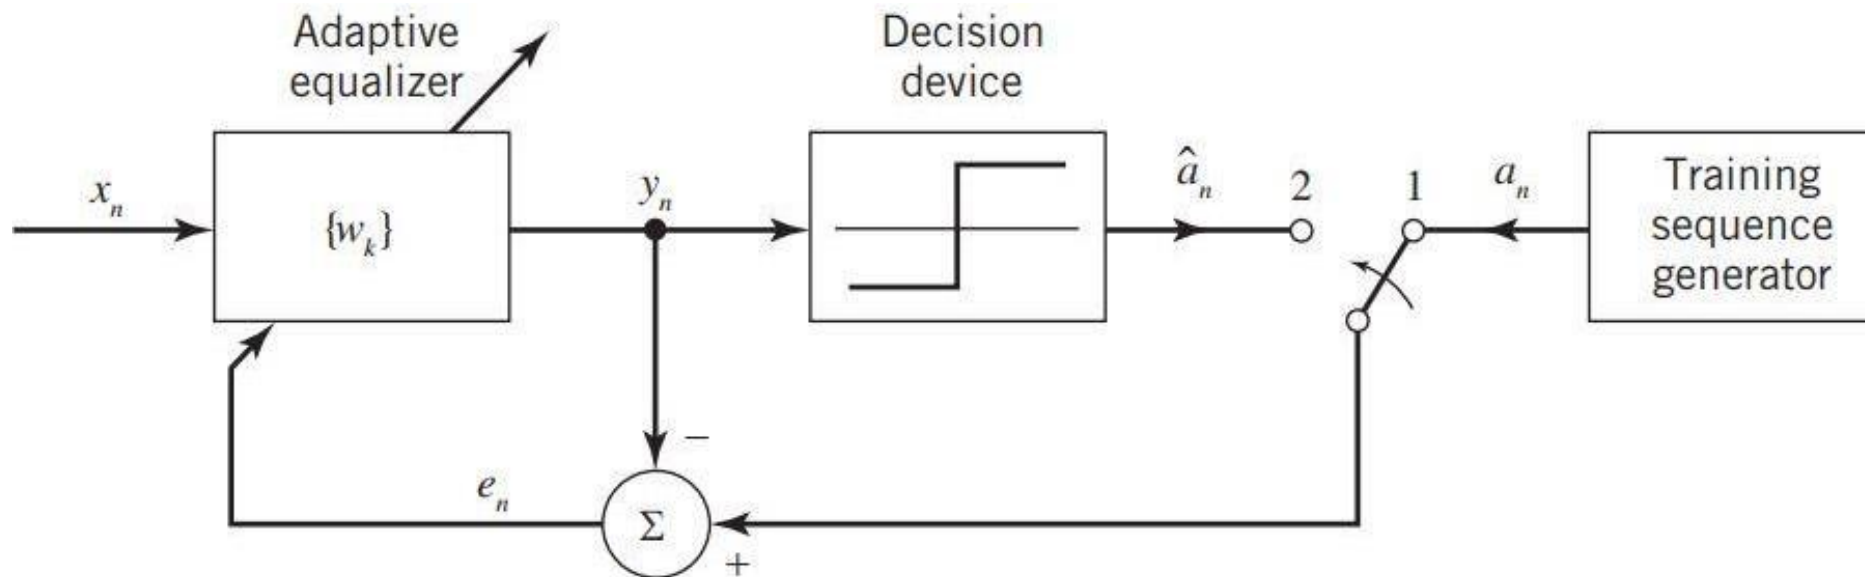 Adaptive
equalizer
Decision
device
x_n
{w_k}
y_n
â_n
2
1
a_n
Training
sequence
generator
−
e_n
Σ
+